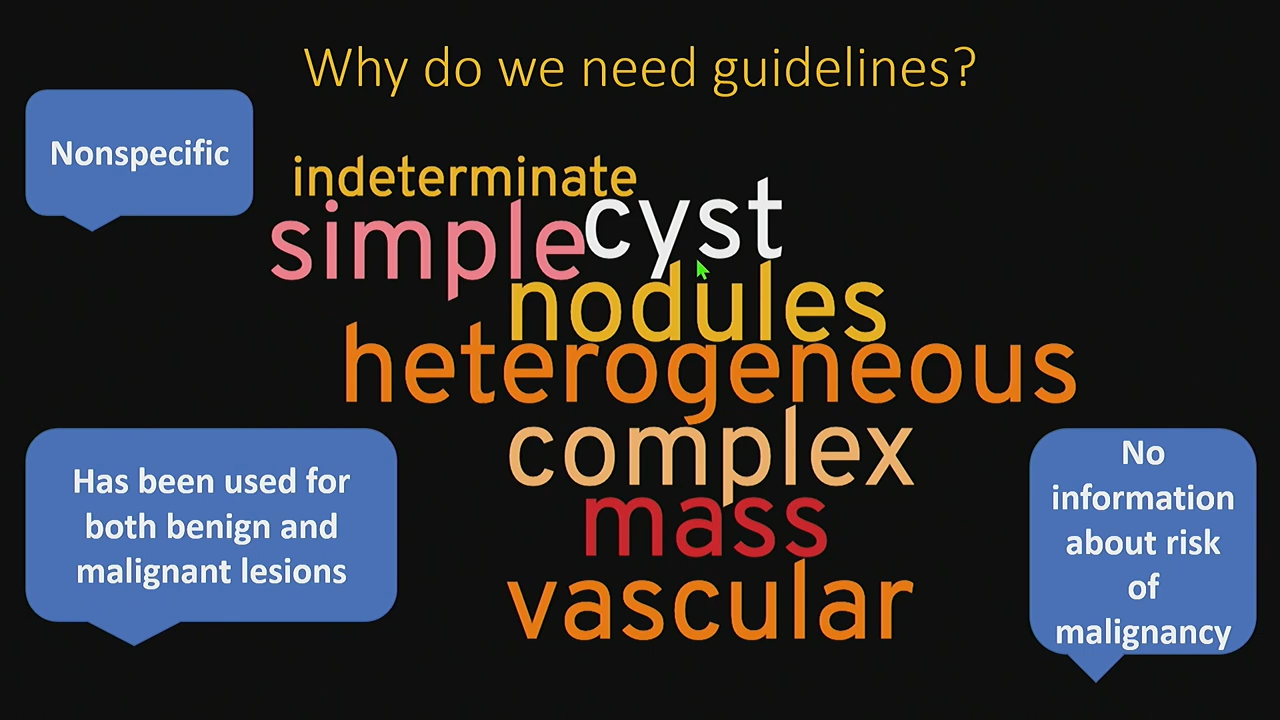 Why do we need guidelines?
Nonspecific
indeterminate
simple
cyst
nodules
heterogeneous
complex
mass
vascular
Has been used for
both benign and
malignant lesions
No
information
about risk
of
malignancy